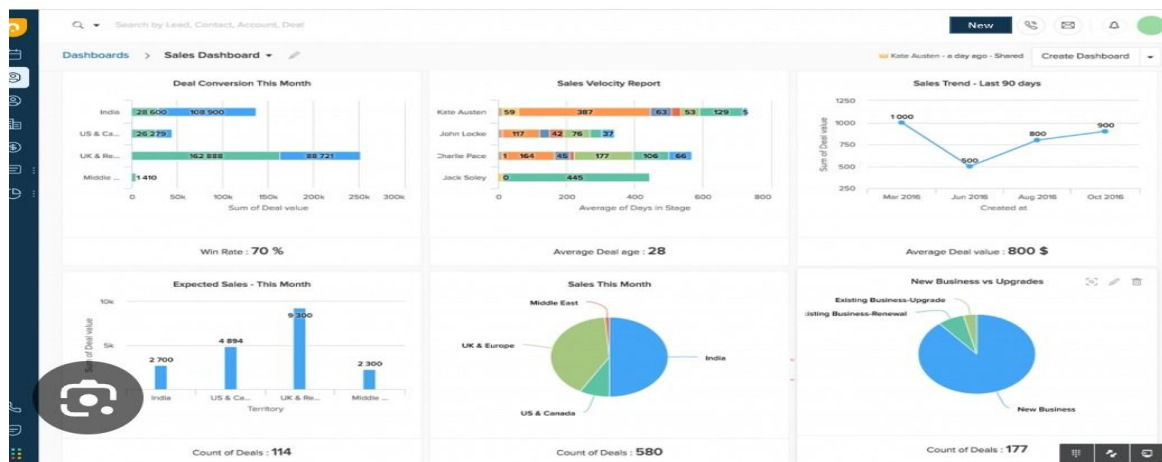 Search by Lead, Contact, Account, Deal
New
Dashboards > Sales Dashboard
Kate Austen - a day ago - Shared
Create Dashboard
Deal Conversion This Month
India
28 600
108 900
US & Ca...
26 279
UK & Re...
162 888
88 721
Middle ...
1 410
0 50k 100k 150k 200k 250k 300k
Sum of Deal value
Win Rate : 70 %
Sales Velocity Report
Kate Austen
59 387 63 53 129 5
John Locke
117 42 76 37
Charlie Pace
1 164 45 177 106 66
Jack Soley
0 445
0 200 400 600 800
Average of Days in Stage
Average Deal age : 28
Sales Trend - Last 90 days
Sum of Deal value
1250
1000
750
500
250
1 000
500
800
900
Mar 2016 Jun 2016 Aug 2016 Oct 2016
Created at
Average Deal value : 800 $
Expected Sales - This Month
Sum of Deal value
10k
5k
2 700
4 894
9 300
2 300
India US & Ca... UK & Re... Middle ...
Territory
Count of Deals : 114
Sales This Month
Middle East
UK & Europe
India
US & Canada
Count of Deals : 580
New Business vs Upgrades
Existing Business-Upgrade
isting Business-Renewal
New Business
Count of Deals : 177